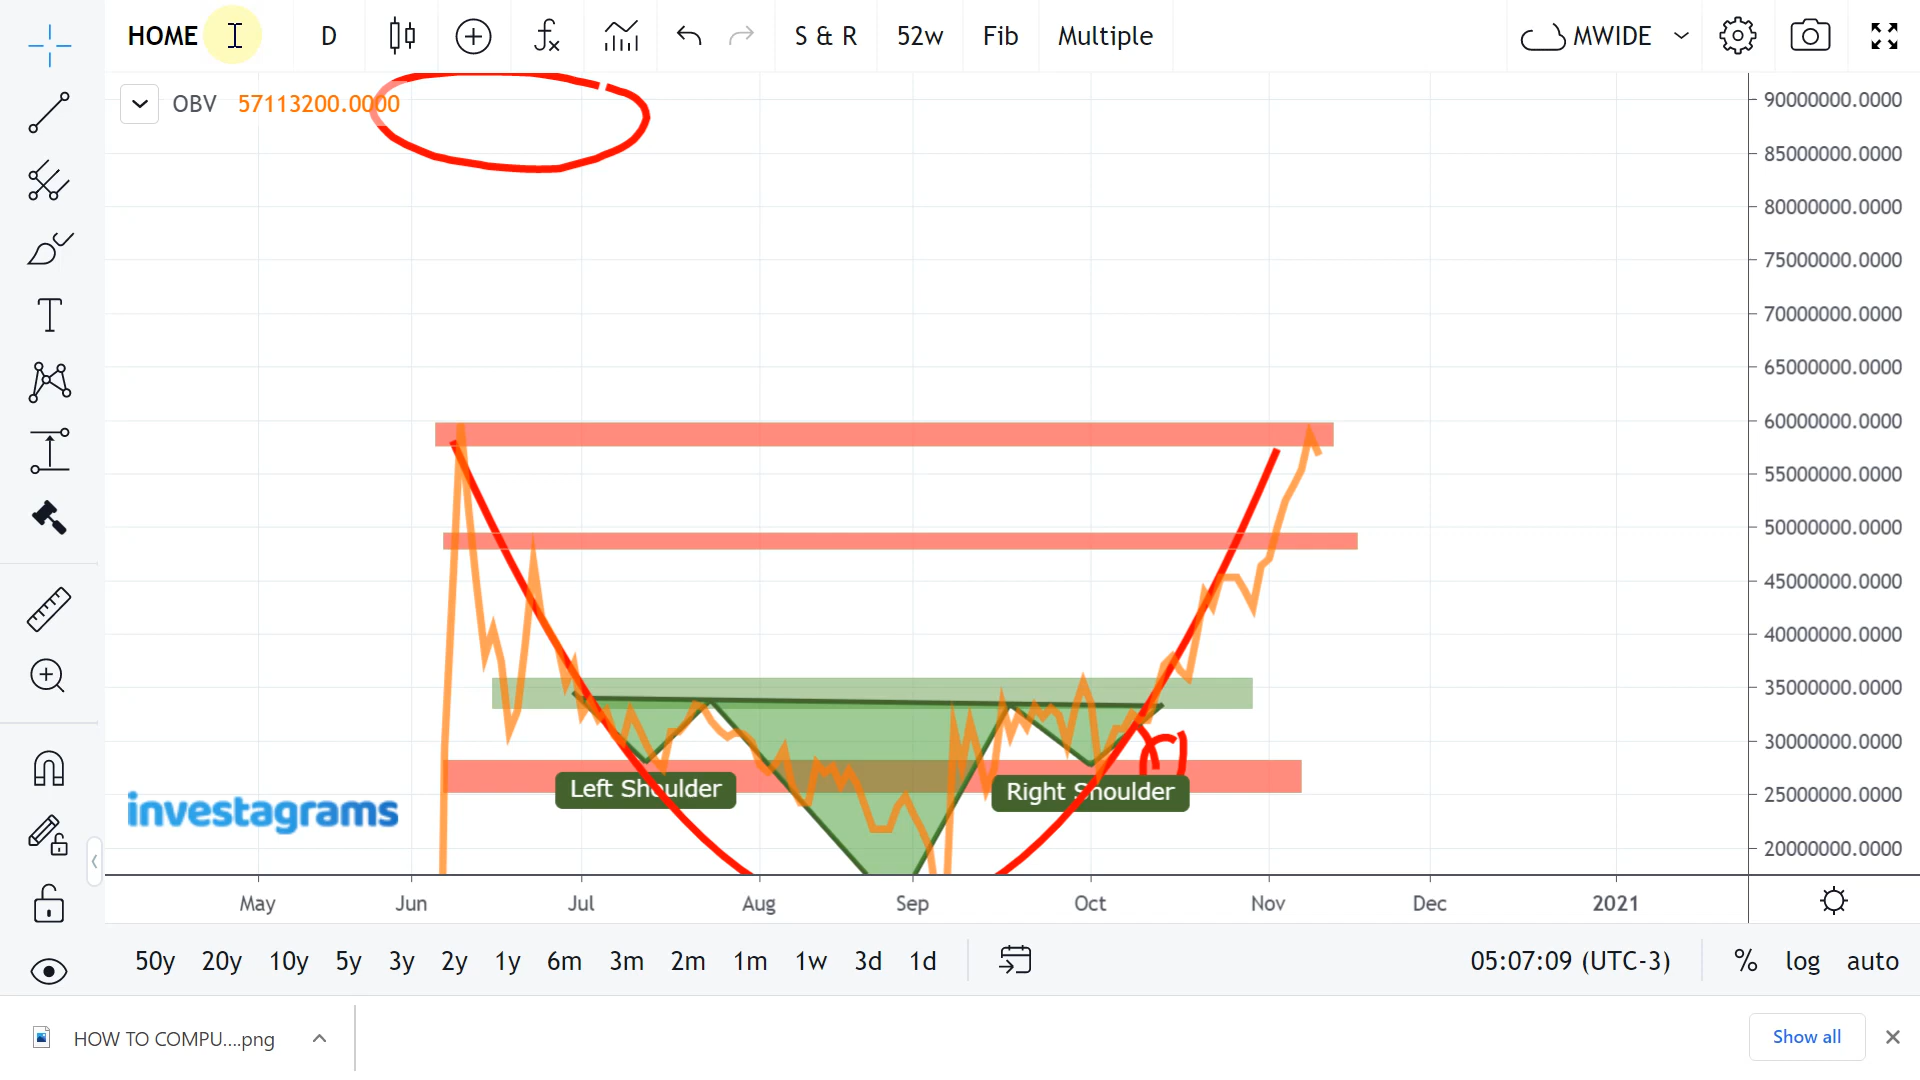 HOME D S & R 52w Fib Multiple MWIDE
OBV 57113200.0000
90000000.0000
85000000.0000
80000000.0000
75000000.0000
70000000.0000
65000000.0000
60000000.0000
55000000.0000
50000000.0000
45000000.0000
40000000.0000
35000000.0000
30000000.0000
25000000.0000
20000000.0000
Left Shoulder
Right Shoulder
investagrams
May Jun Jul Aug Sep Oct Nov Dec 2021
50y 20y 10y 5y 3y 2y 1y 6m 3m 2m 1m 1w 3d 1d 05:07:09 (UTC-3) % log auto
HOW TO COMPU....png Show all